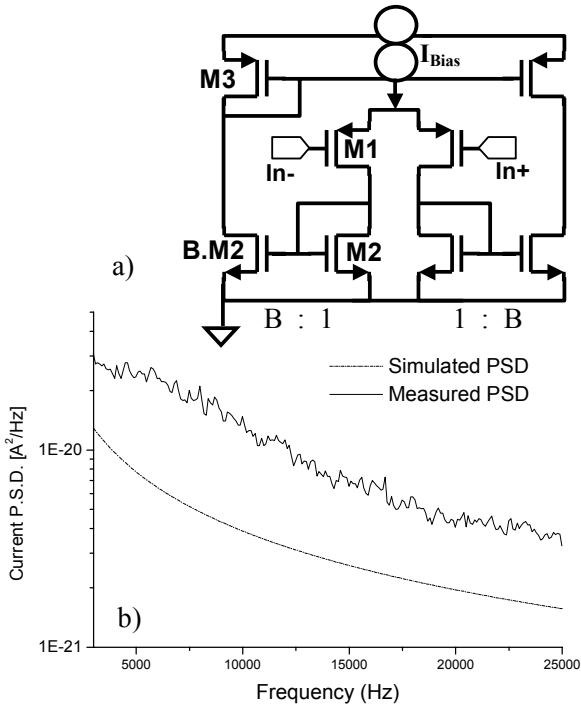 I_Bias
M3
M1
In-
In+
B.M2
M2
a)
B : 1
1 : B
Simulated PSD
Measured PSD
Current P.S.D. [A²/Hz]
1E-20
b)
1E-21
5000 10000 15000 20000 25000
Frequency (Hz)